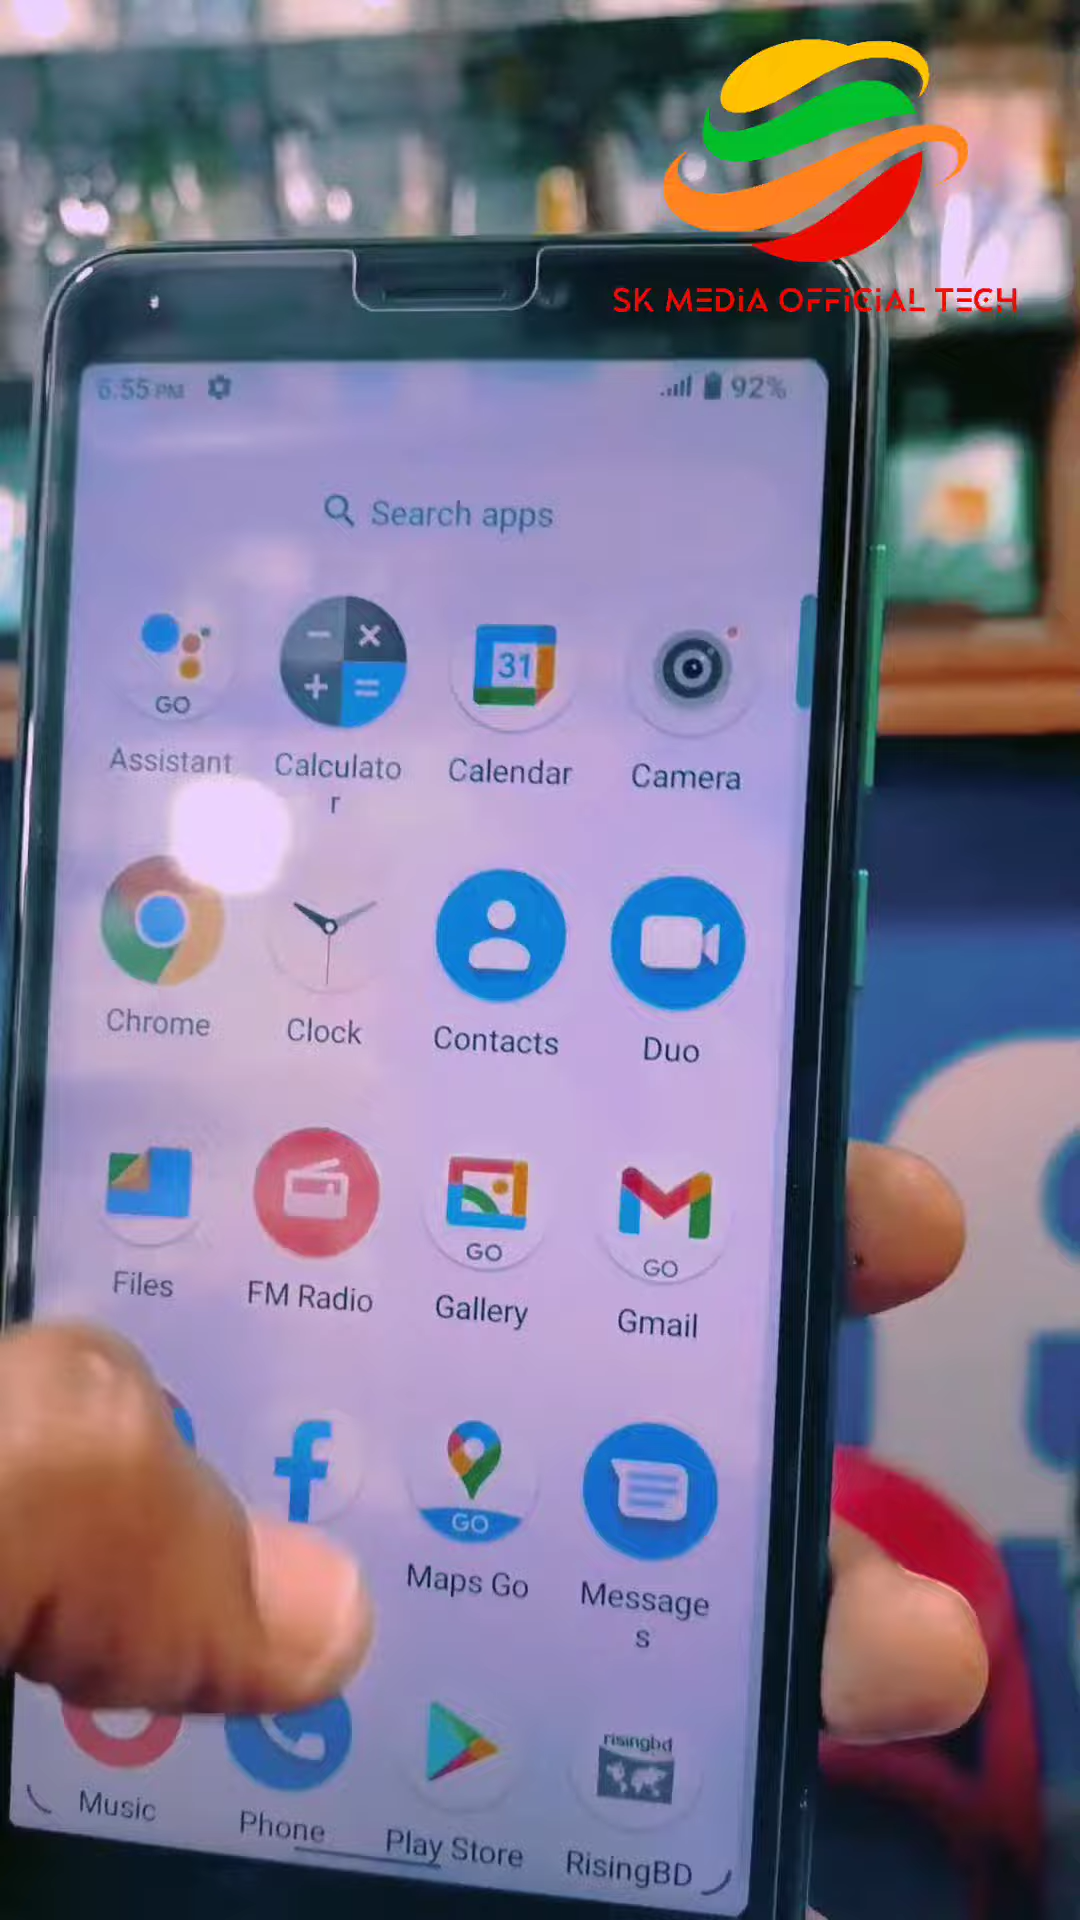 SK MEDiA OFFiCiAL TECH
6:55 PM
92%
Search apps
31
GO
Assistant
Calculato
r
Calendar
Camera
Chrome
Clock
Contacts
Duo
GO
GO
Files
FM Radio
Gallery
Gmail
GO
Maps Go
Message
s
risingbd
Music
Phone
Play Store
RisingBD